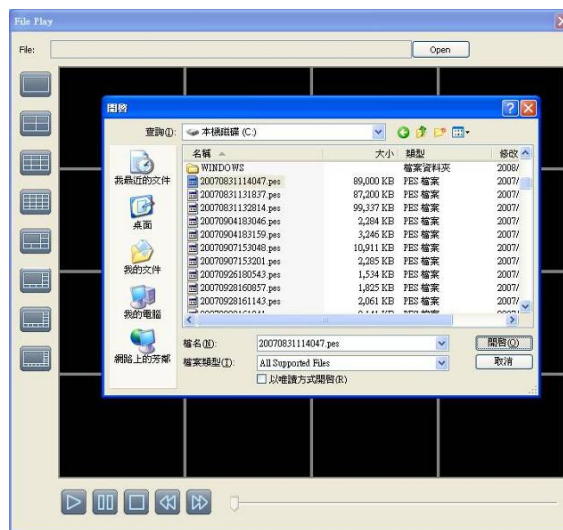 File Play
File:
Open
開啓
查詢(I):
本機磁碟 (C:)
名稱
大小
類型
修改
WINDOWS
檔案資料夾
2008/
20070831114047.pes
89,000 KB
PES 檔案
2007/
20070831131837.pes
87,200 KB
PES 檔案
2007/
20070831132814.pes
99,337 KB
PES 檔案
2007/
20070904183046.pes
2,284 KB
PES 檔案
2007/
20070904183159.pes
3,246 KB
PES 檔案
2007/
20070907153048.pes
10,911 KB
PES 檔案
2007/
20070907153201.pes
2,285 KB
PES 檔案
2007/
20070926180543.pes
1,534 KB
PES 檔案
2007/
20070928160857.pes
1,825 KB
PES 檔案
2007/
20070928161143.pes
2,061 KB
PES 檔案
2007/
我最近的文件
桌面
我的文件
我的電腦
網路上的芳鄰
檔名(N):
20070831114047.pes
開啓(O)
檔案類型(T):
All Supported Files
取消
以唯讀方式開啓(R)